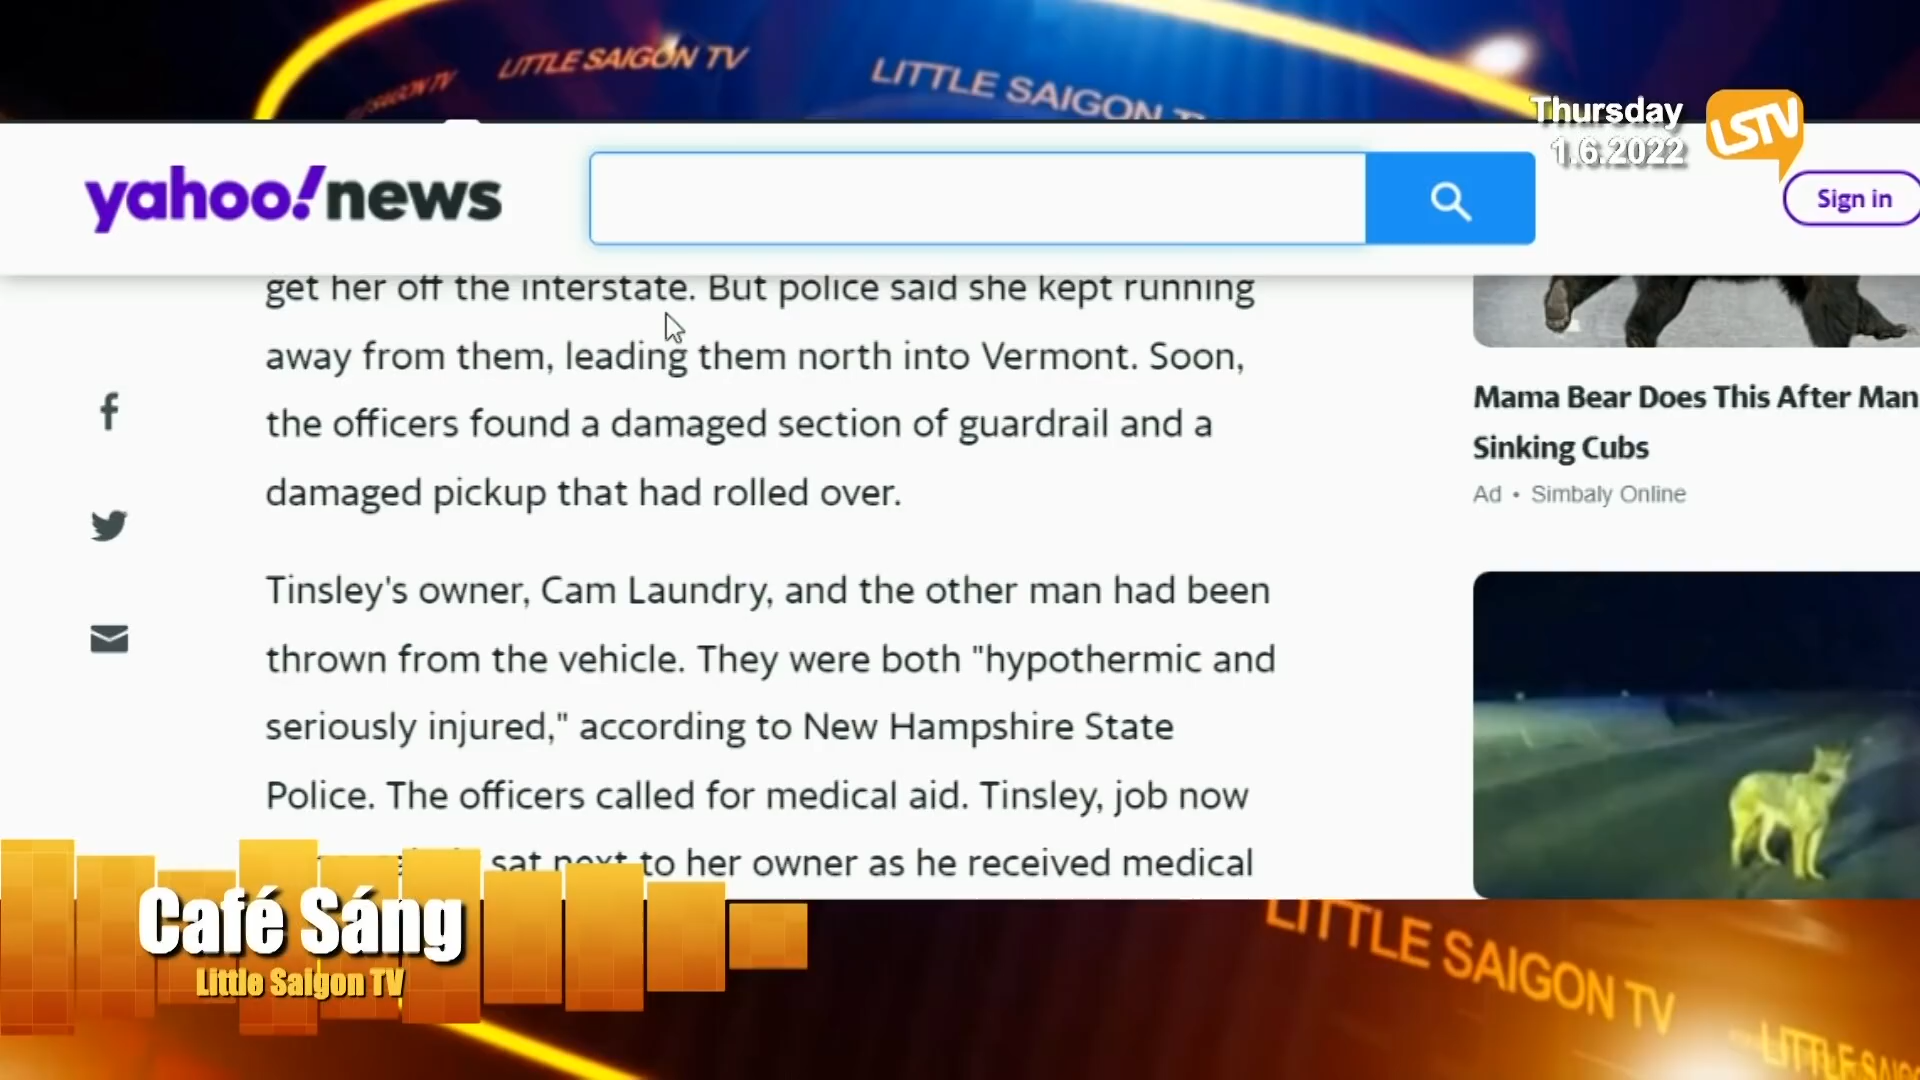 LITTLE SAIGON TV
LITTLE SAIGON
Thursday
1.6.2022
LSTV
yahoo!news
Sign in
get her off the interstate. But police said she kept running
away from them, leading them north into Vermont. Soon,
the officers found a damaged section of guardrail and a
damaged pickup that had rolled over.
Tinsley's owner, Cam Laundry, and the other man had been
thrown from the vehicle. They were both "hypothermic and
seriously injured," according to New Hampshire State
Police. The officers called for medical aid. Tinsley, job now
sat next to her owner as he received medical
Mama Bear Does This After Man
Sinking Cubs
Ad • Simbaly Online
Café Sáng
Little Saigon TV
LITTLE SAIGON TV
LITTLE